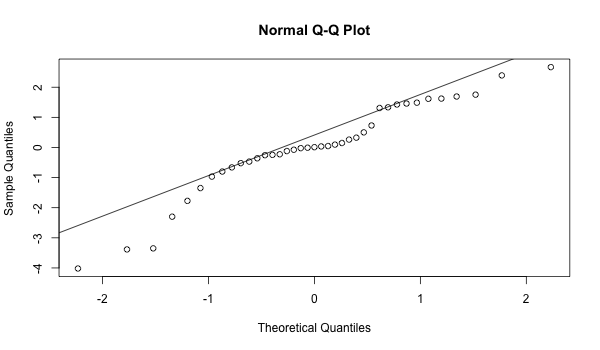 Normal Q-Q Plot
Sample Quantiles
2
1
0
-1
-2
-3
-4
-2 -1 0 1 2
Theoretical Quantiles